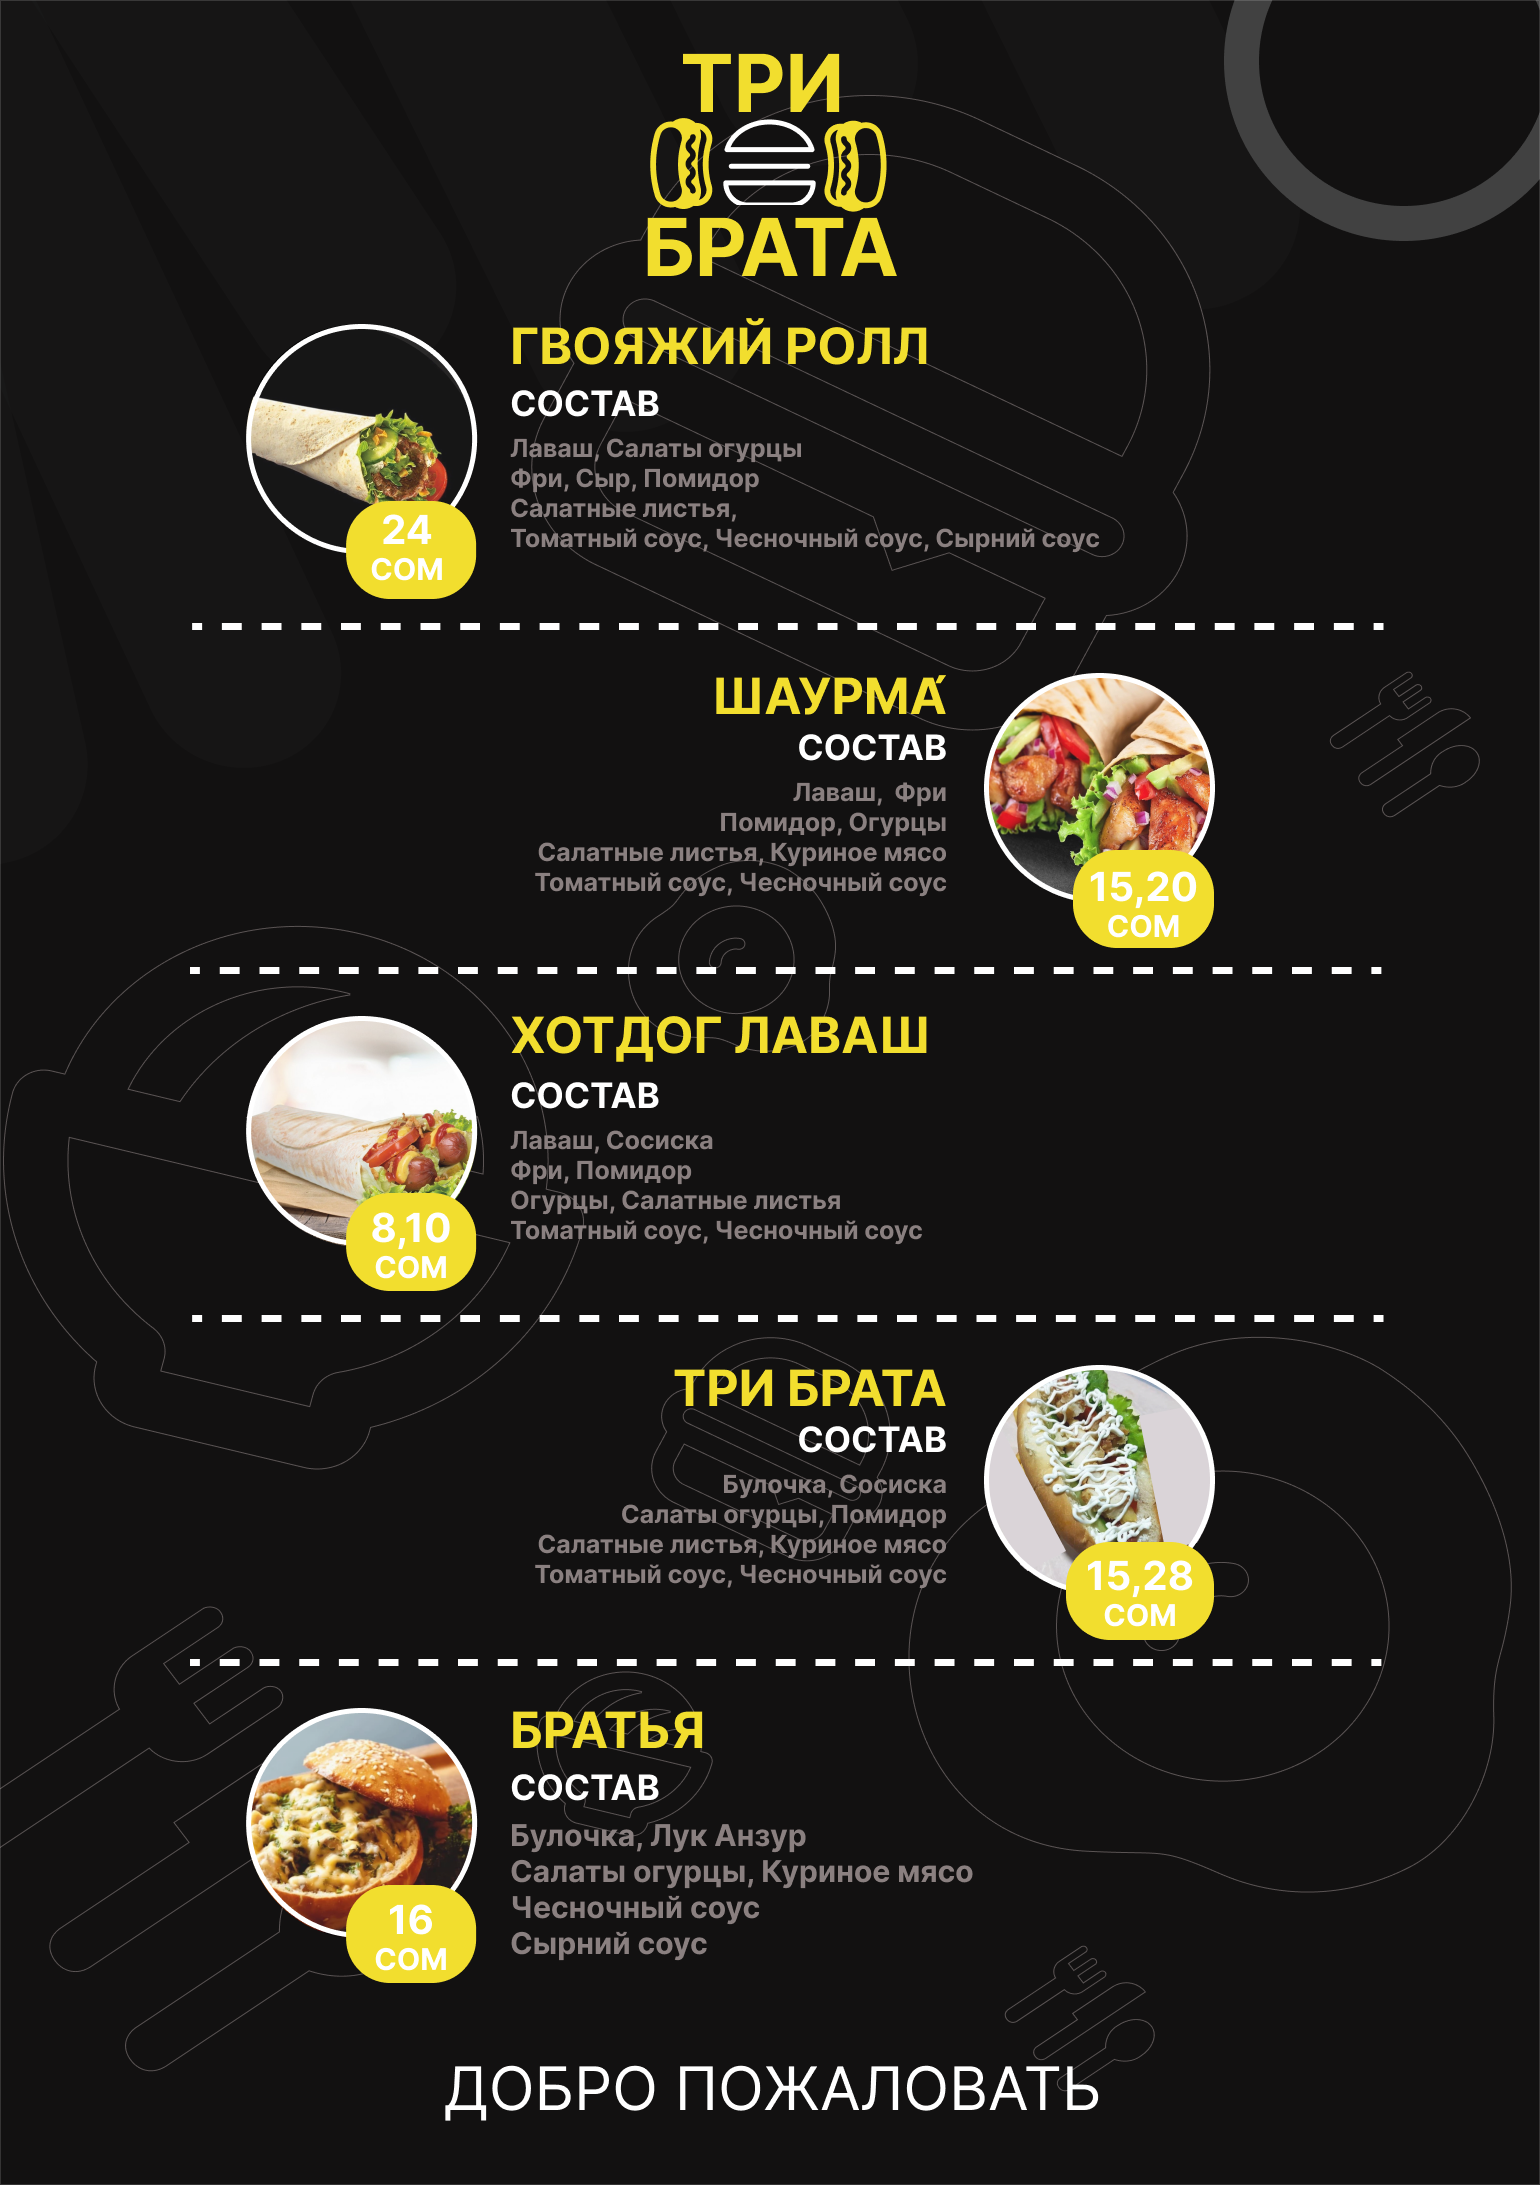 ТРИ
БРАТА
ГВОЯЖИЙ РОЛЛ
СОСТАВ
Лаваш, Салаты огурцы
Фри, Сыр, Помидор
Салатные листья,
Томатный соус, Чесночный соус, Сырний соус
24
СОМ
ШАУРМА́
СОСТАВ
Лаваш, Фри
Помидор, Огурцы
Салатные листья, Куриное мясо
Томатный соус, Чесночный соус
15,20
СОМ
ХОТДОГ ЛАВАШ
СОСТАВ
Лаваш, Сосиска
Фри, Помидор
Огурцы, Салатные листья
Томатный соус, Чесночный соус
8,10
СОМ
ТРИ БРАТА
СОСТАВ
Булочка, Сосиска
Салаты огурцы, Помидор
Салатные листья, Куриное мясо
Томатный соус, Чесночный соус
15,28
СОМ
БРАТЬЯ
СОСТАВ
Булочка, Лук Анзур
Салаты огурцы, Куриное мясо
Чесночный соус
Сырний соус
16
СОМ
ДОБРО ПОЖАЛОВАТЬ